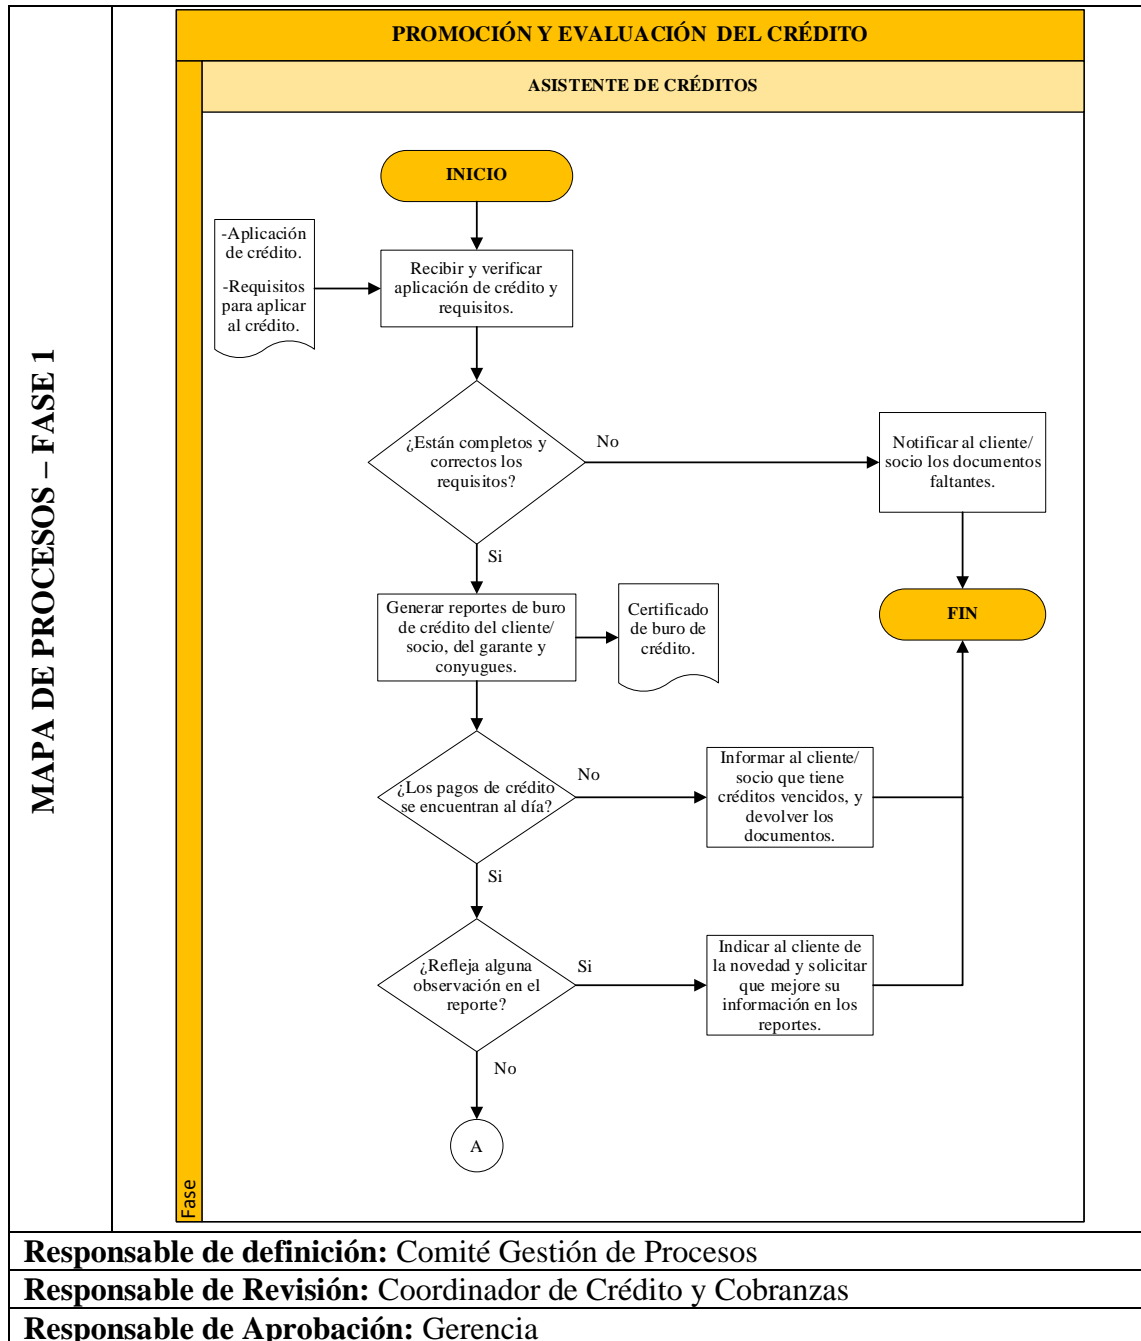 PROMOCIÓN Y EVALUACIÓN DEL CRÉDITO
ASISTENTE DE CRÉDITOS
MAPA DE PROCESOS – FASE 1
Fase
INICIO
-Aplicación
de crédito.
-Requisitos
para aplicar
al crédito.
Recibir y verificar
aplicación de crédito y
requisitos.
¿Están completos y
correctos los
requisitos?
No
Notificar al cliente/
socio los documentos
faltantes.
Si
Generar reportes de buro
de crédito del cliente/
socio, del garante y
conyugues.
Certificado
de buro de
crédito.
FIN
¿Los pagos de crédito
se encuentran al día?
No
Informar al cliente/
socio que tiene
créditos vencidos, y
devolver los
documentos.
Si
¿Refleja alguna
observación en el
reporte?
Si
Indicar al cliente de
la novedad y solicitar
que mejore su
información en los
reportes.
No
A
Responsable de definición: Comité Gestión de Procesos
Responsable de Revisión: Coordinador de Crédito y Cobranzas
Responsable de Aprobación: Gerencia